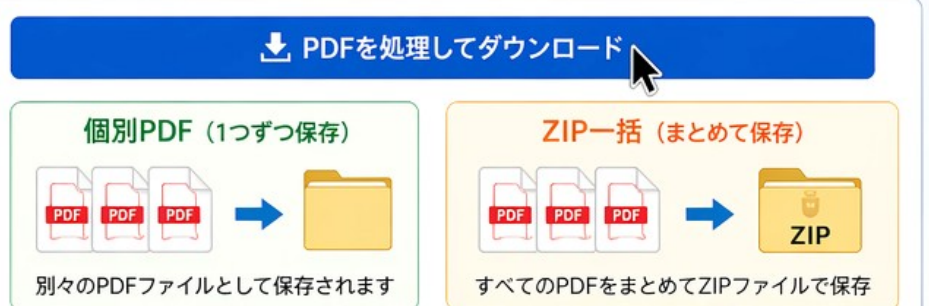 PDFを処理してダウンロード
個別PDF（1つずつ保存）
PDF PDF PDF
別々のPDFファイルとして保存されます
ZIP一括（まとめて保存）
PDF PDF PDF
ZIP
すべてのPDFをまとめてZIPファイルで保存